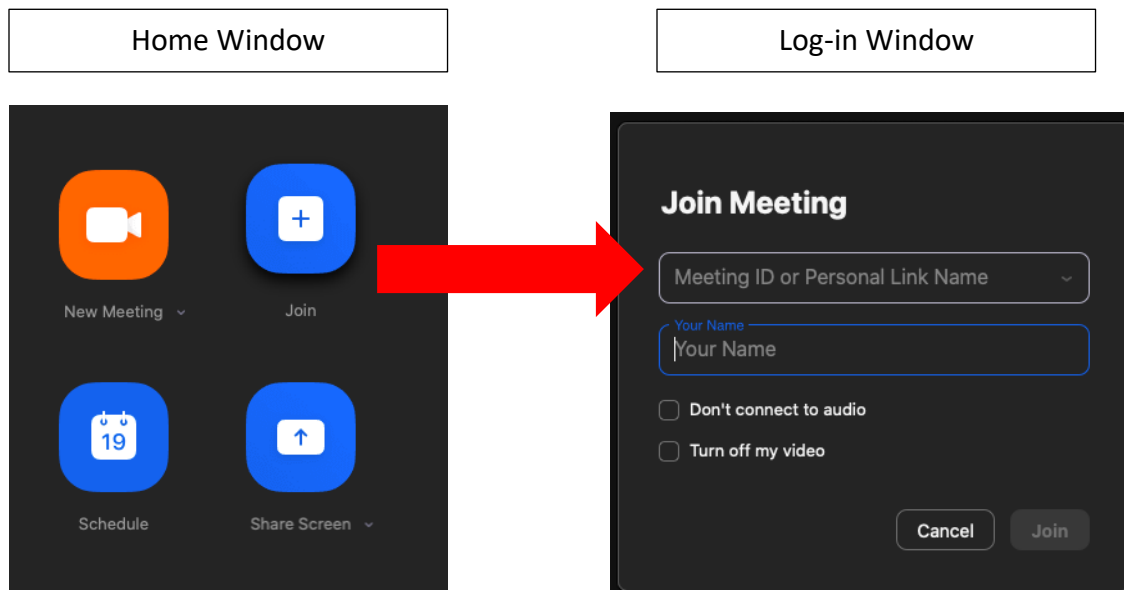 Home Window
Log-in Window
New Meeting
Join
19
Schedule
Share Screen
Join Meeting
Meeting ID or Personal Link Name
Your Name
Your Name
Don't connect to audio
Turn off my video
Cancel
Join